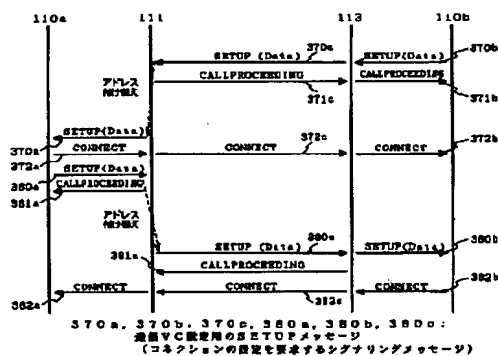 110a 111 113 110b
SETUP (Data) 370c SETUP(Data) 370b
アドレス
付け替え
CALLPROCEEDING 371c CALLPROCEEDING 371b
SETUP(Data)
370a CONNECT 372c CONNECT CONNECT 372b
372a SETUP(Data)
380a CALLPROCEEDING
381a
アドレス
付け替え
380c
SETUP (Data) SETUP(Data) 380b
381c CALLPROCEEDING
CONNECT CONNECT CONNECT 382b
382a 382c
370a, 370b, 370c, 380a, 380b, 380c:
通信VC設定用のSETUPメッセージ
(コネクションの設定を要求するシグナリングメッセージ)